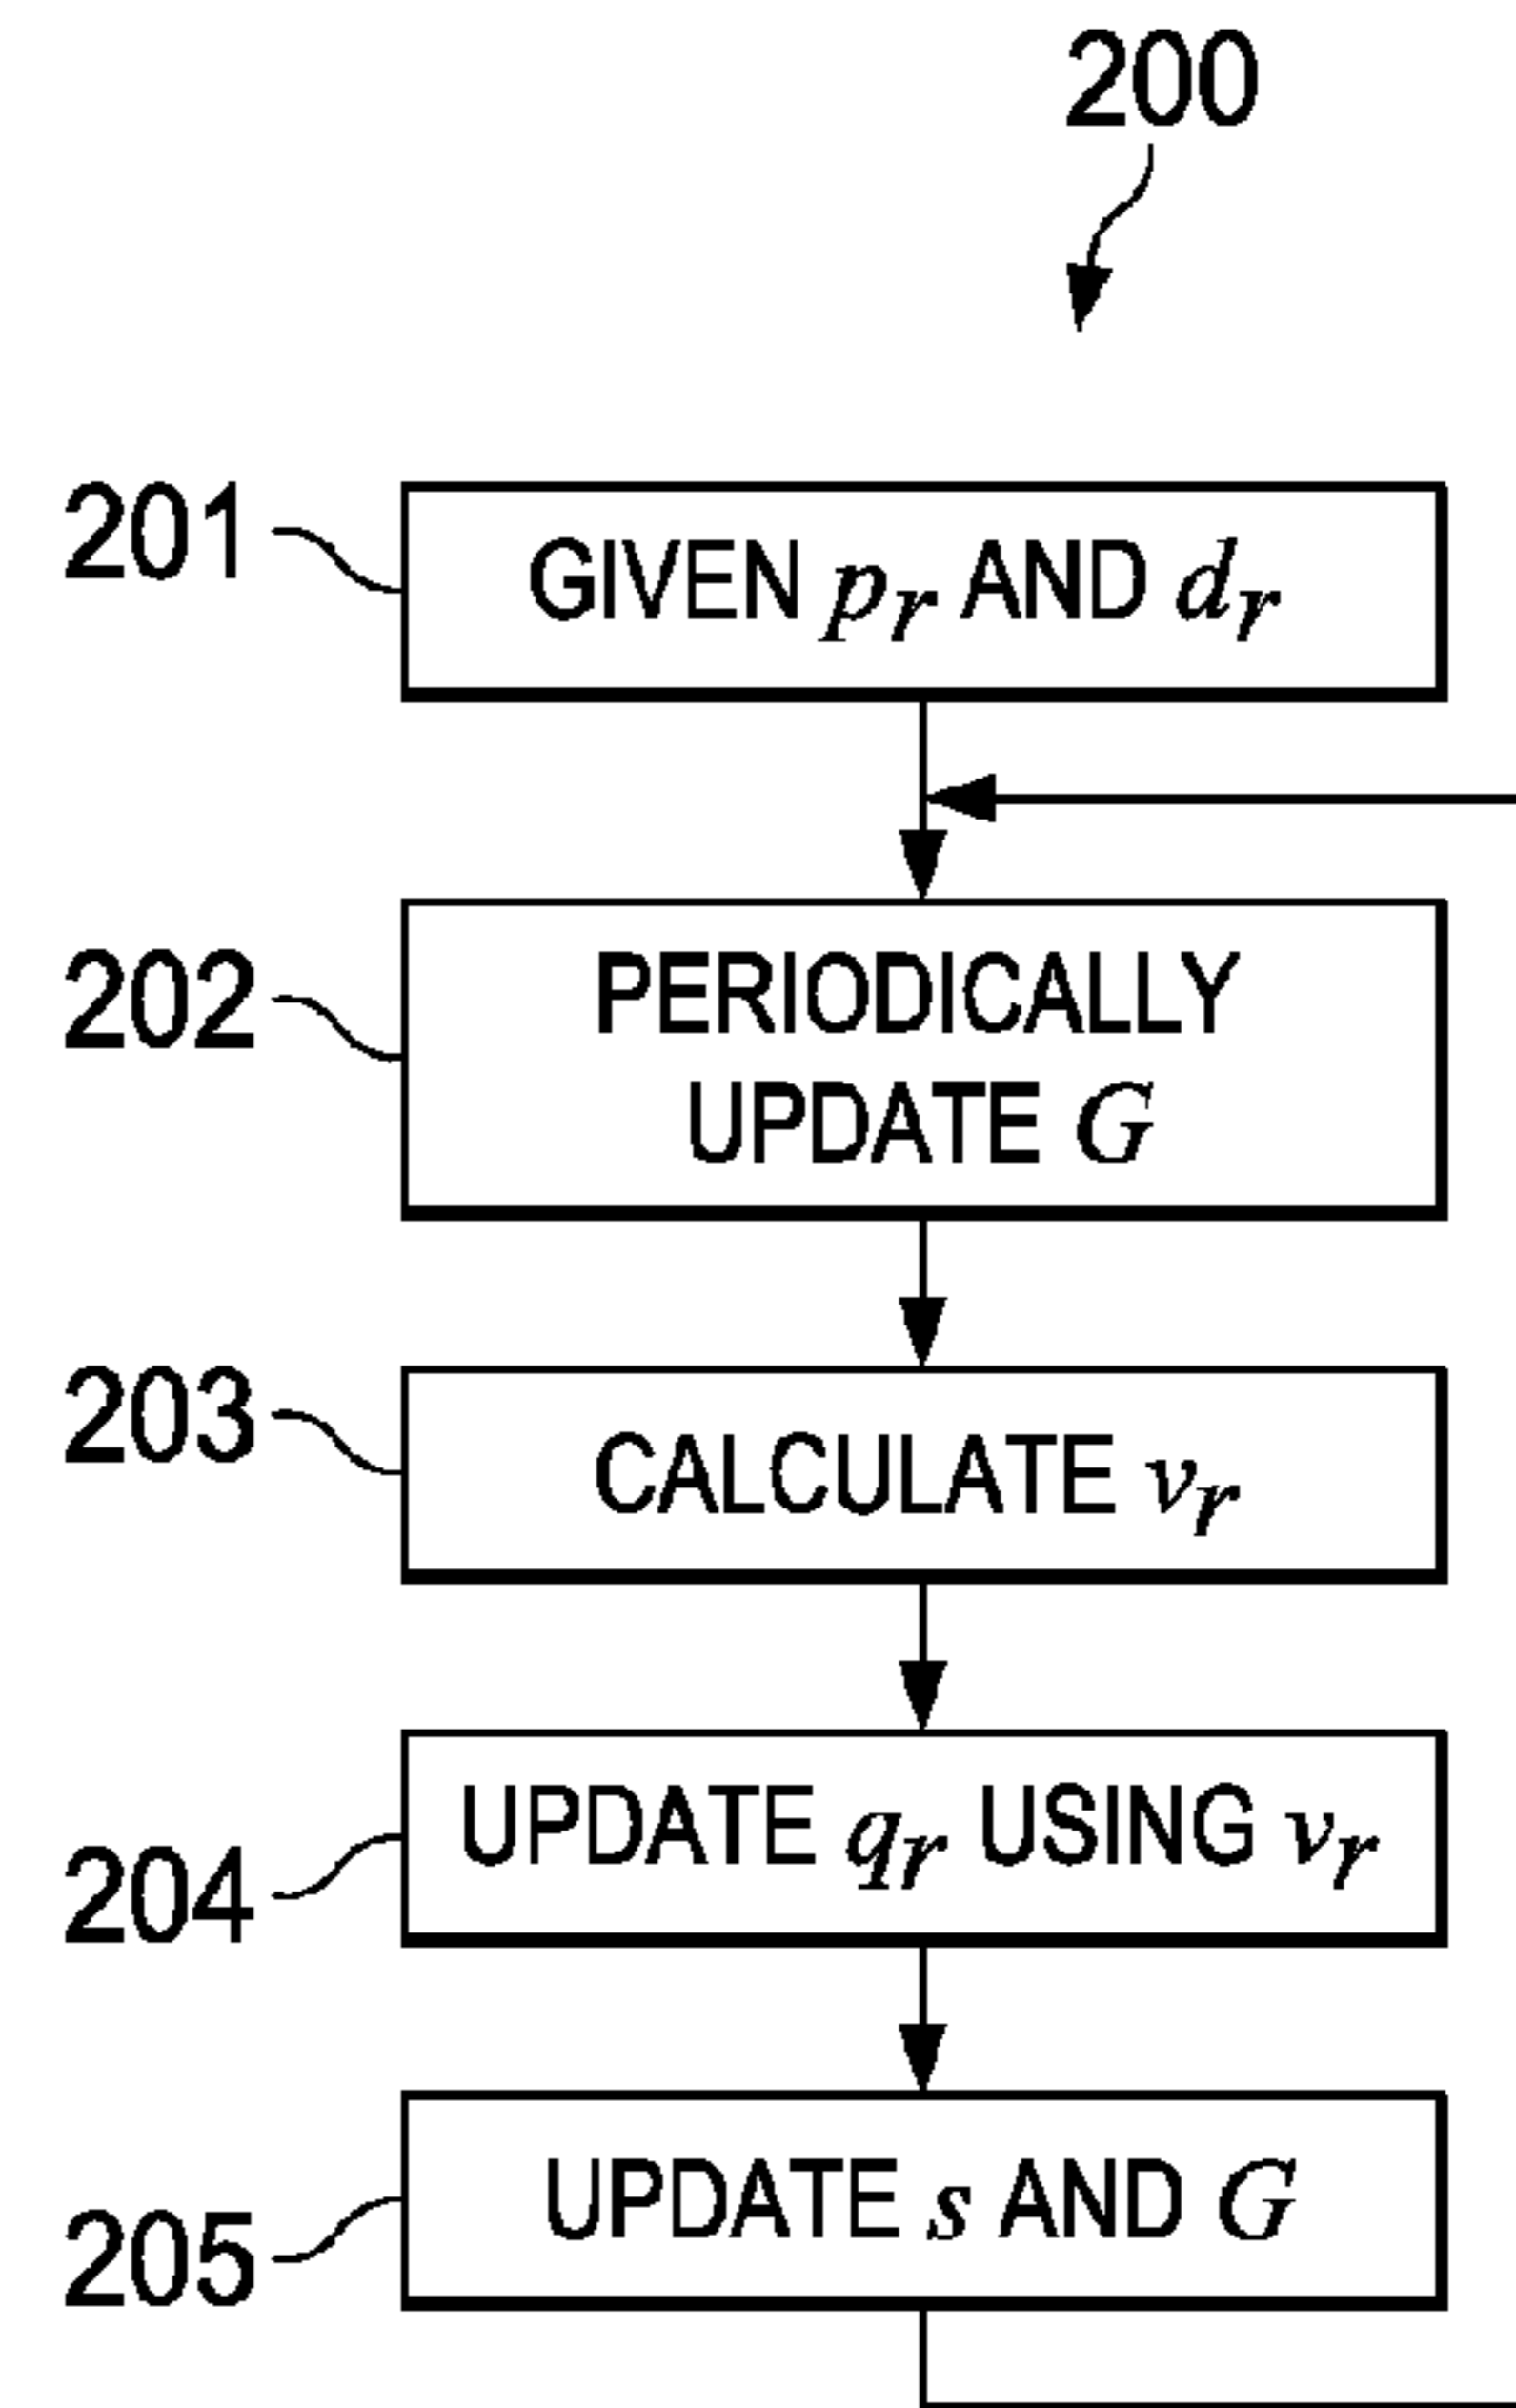 200
201
GIVEN pr AND dr
202
PERIODICALLY
UPDATE G
203
CALCULATE vr
204
UPDATE qr USING vr
205
UPDATE s AND G